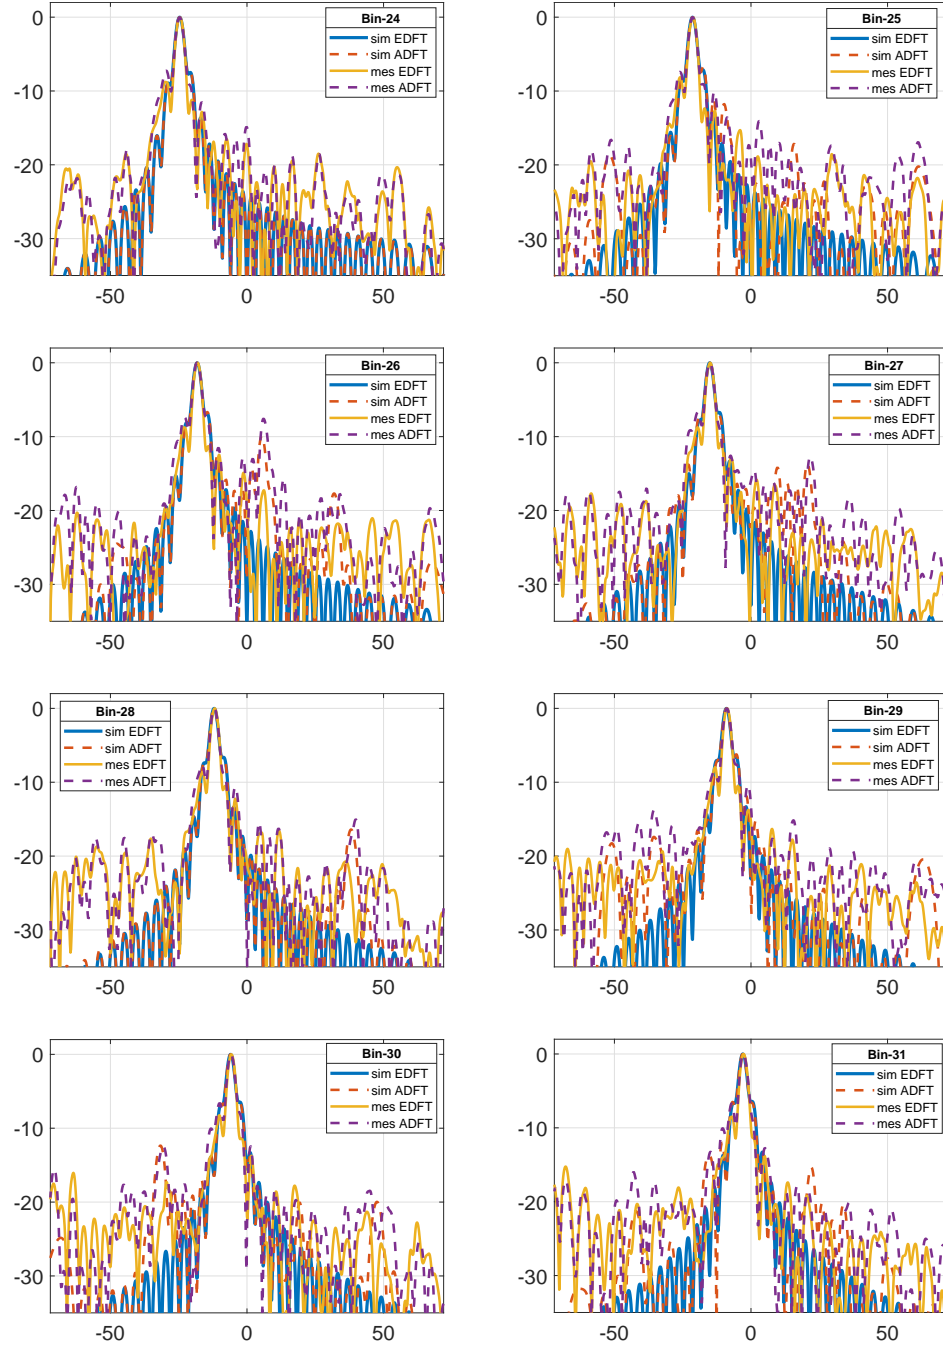 Bin-24
sim EDFT
sim ADFT
mes EDFT
mes ADFT
0
-10
-20
-30
-50
0
50
Bin-25
sim EDFT
sim ADFT
mes EDFT
mes ADFT
0
-10
-20
-30
-50
0
50
Bin-26
sim EDFT
sim ADFT
mes EDFT
mes ADFT
0
-10
-20
-30
-50
0
50
Bin-27
sim EDFT
sim ADFT
mes EDFT
mes ADFT
0
-10
-20
-30
-50
0
50
Bin-28
sim EDFT
sim ADFT
mes EDFT
mes ADFT
0
-10
-20
-30
-50
0
50
Bin-29
sim EDFT
sim ADFT
mes EDFT
mes ADFT
0
-10
-20
-30
-50
0
50
Bin-30
sim EDFT
sim ADFT
mes EDFT
mes ADFT
0
-10
-20
-30
-50
0
50
Bin-31
sim EDFT
sim ADFT
mes EDFT
mes ADFT
0
-10
-20
-30
-50
0
50